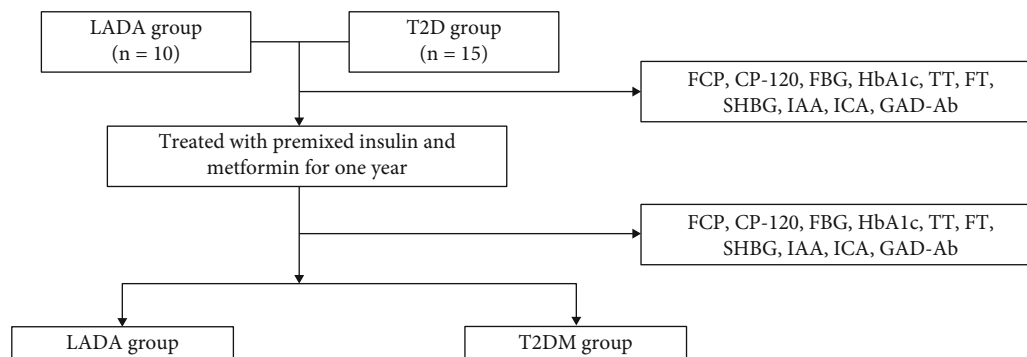 LADA group
(n = 10)
T2D group
(n = 15)
FCP, CP-120, FBG, HbA1c, TT, FT,
SHBG, IAA, ICA, GAD-Ab
Treated with premixed insulin and
metformin for one year
FCP, CP-120, FBG, HbA1c, TT, FT,
SHBG, IAA, ICA, GAD-Ab
LADA group
T2DM group